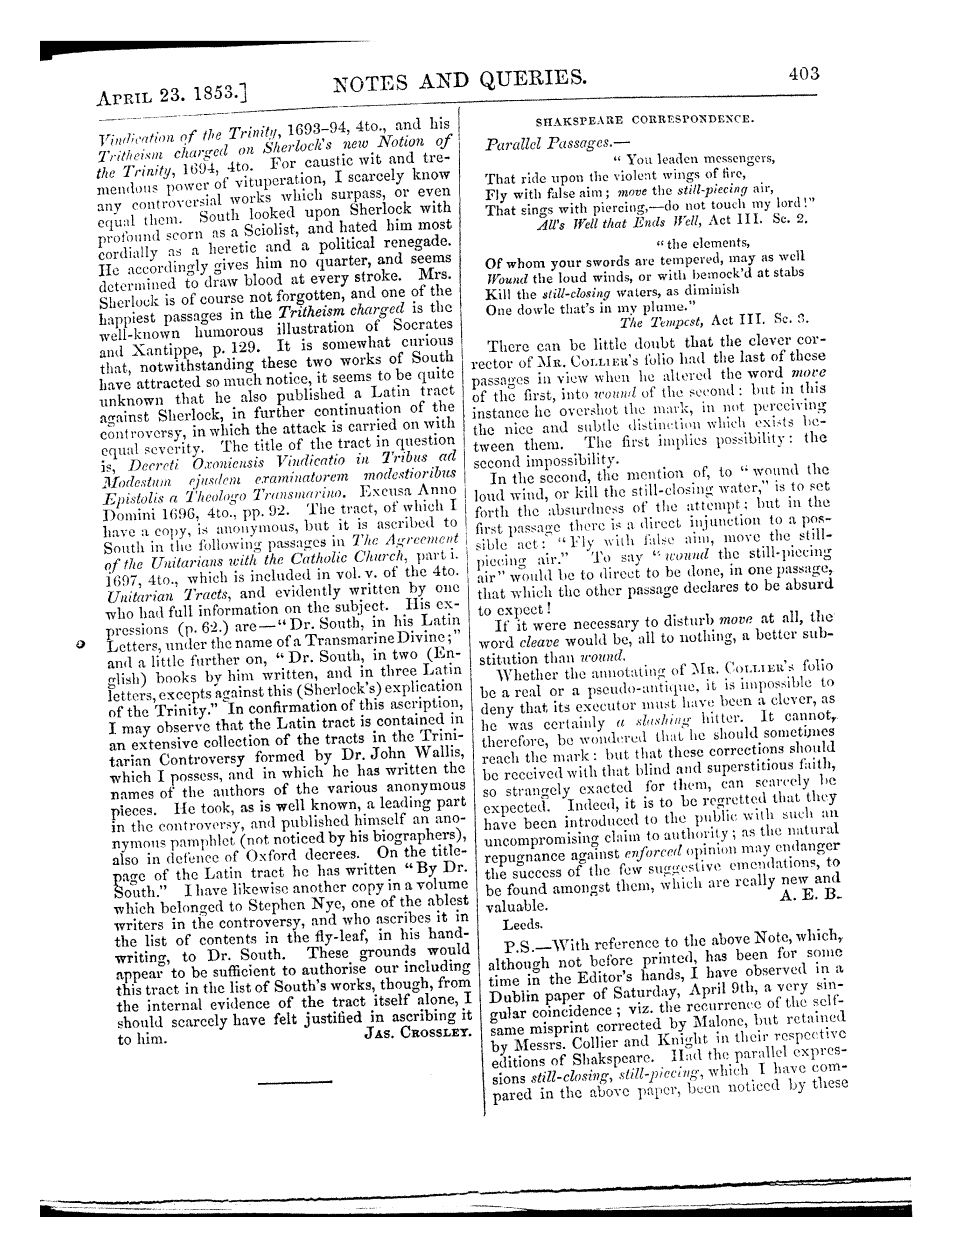 APRIL 23. 1853.]
NOTES AND QUERIES.
403
Vindication of the Trinity, 1693-94, 4to., and his
Tritheism charged on Sherlock's new Notion of
the Trinity, 1694, 4to. For caustic wit and tre-
mendous power of vituperation, I scarcely know
any controversial works which surpass, or even
equal them. South looked upon Sherlock with
profound scorn as a Sciolist, and hated him most
cordially as a heretic and a political renegade.
He accordingly gives him no quarter, and seems
determined to draw blood at every stroke. Mrs.
Sherlock is of course not forgotten, and one of the
happiest passages in the Tritheism charged is the
well-known humorous illustration of Socrates
and Xantippe, p. 129. It is somewhat curious
that, notwithstanding these two works of South
have attracted so much notice, it seems to be quite
unknown that he also published a Latin tract
against Sherlock, in further continuation of the
controversy, in which the attack is carried on with
equal severity. The title of the tract in question
is, Decreti Oxoniensis Vindicatio in Tribus ad
Modestum ejusdem examinatorem modestioribus
Epistolis a Theologo Transmarino. Excusa Anno
Domini 1696, 4to., pp. 92. The tract, of which I
have a copy, is anonymous, but it is ascribed to
South in the following passages in The Agreement
of the Unitarians with the Catholic Church, part i.
1697, 4to., which is included in vol. v. of the 4to.
Unitarian Tracts, and evidently written by one
who had full information on the subject. His ex-
pressions (p. 62.) are—"Dr. South, in his Latin
Letters, under the name of a Transmarine Divine;"
and a little further on, "Dr. South, in two (En-
glish) books by him written, and in three Latin
letters, excepts against this (Sherlock's) explication
of the Trinity." In confirmation of this ascription,
I may observe that the Latin tract is contained in
an extensive collection of the tracts in the Trini-
tarian Controversy formed by Dr. John Wallis,
which I possess, and in which he has written the
names of the authors of the various anonymous
pieces. He took, as is well known, a leading part
in the controversy, and published himself an ano-
nymous pamphlet (not noticed by his biographers),
also in defence of Oxford decrees. On the title-
page of the Latin tract he has written "By Dr.
South." I have likewise another copy in a volume
which belonged to Stephen Nye, one of the ablest
writers in the controversy, and who ascribes it in
the list of contents in the fly-leaf, in his hand-
writing, to Dr. South. These grounds would
appear to be sufficient to authorise our including
this tract in the list of South's works, though, from
the internal evidence of the tract itself alone, I
should scarcely have felt justified in ascribing it
to him. JAS. CROSSLEY.
SHAKSPEARE CORRESPONDENCE.
Parallel Passages.—
"You leaden messengers,
That ride upon the violent wings of fire,
Fly with false aim; move the still-piecing air,
That sings with piercing,—do not touch my lord!"
All's Well that Ends Well, Act III. Sc. 2.
"the elements,
Of whom your swords are tempered, may as well
Wound the loud winds, or with bemock'd at stabs
Kill the still-closing waters, as diminish
One dowle that's in my plume."
The Tempest, Act III. Sc. 3.
There can be little doubt that the clever cor-
rector of MR. COLLIER's folio had the last of these
passages in view when he altered the word move
of the first, into wound of the second: but in this
instance he overshot the mark, in not perceiving
the nice and subtle distinction which exists be-
tween them. The first implies possibility: the
second impossibility.
In the second, the mention of, to "wound the
loud wind, or kill the still-closing water," is to set
forth the absurdness of the attempt; but in the
first passage there is a direct injunction to a pos-
sible act: "Fly with false aim, move the still-
piecing air." To say "wound the still-piecing
air" would be to direct to be done, in one passage,
that which the other passage declares to be absurd
to expect!
If it were necessary to disturb move at all, the
word cleave would be, all to nothing, a better sub-
stitution than wound.
Whether the annotating of MR. COLLIER's folio
be a real or a pseudo-antique, it is impossible to
deny that its executor must have been a clever, as
he was certainly a slashing hitter. It cannot,
therefore, be wondered that he should sometimes
reach the mark: but that these corrections should
be received with that blind and superstitious faith,
so strangely exacted for them, can scarcely be
expected. Indeed, it is to be regretted that they
have been introduced to the public with such an
uncompromising claim to authority; as the natural
repugnance against enforced opinion may endanger
the success of the few suggestive emendations, to
be found amongst them, which are really new and
valuable. A. E. B.
Leeds.
P.S.—With reference to the above Note, which,
although not before printed, has been for some
time in the Editor's hands, I have observed in a
Dublin paper of Saturday, April 9th, a very sin-
gular coincidence; viz. the recurrence of the self-
same misprint corrected by Malone, but retained
by Messrs. Collier and Knight in their respective
editions of Shakspeare. Had the parallel expres-
sions still-closing, still-piecing, which I have com-
pared in the above paper, been noticed by these